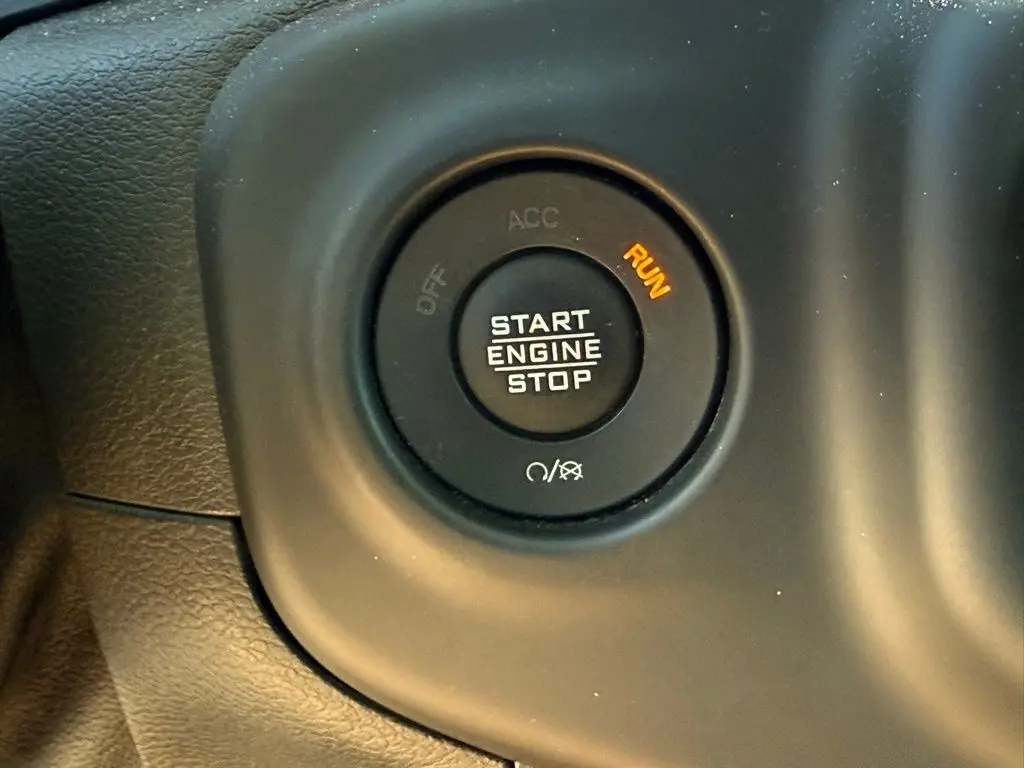 ACC
OFF
RUN
START
ENGINE
STOP